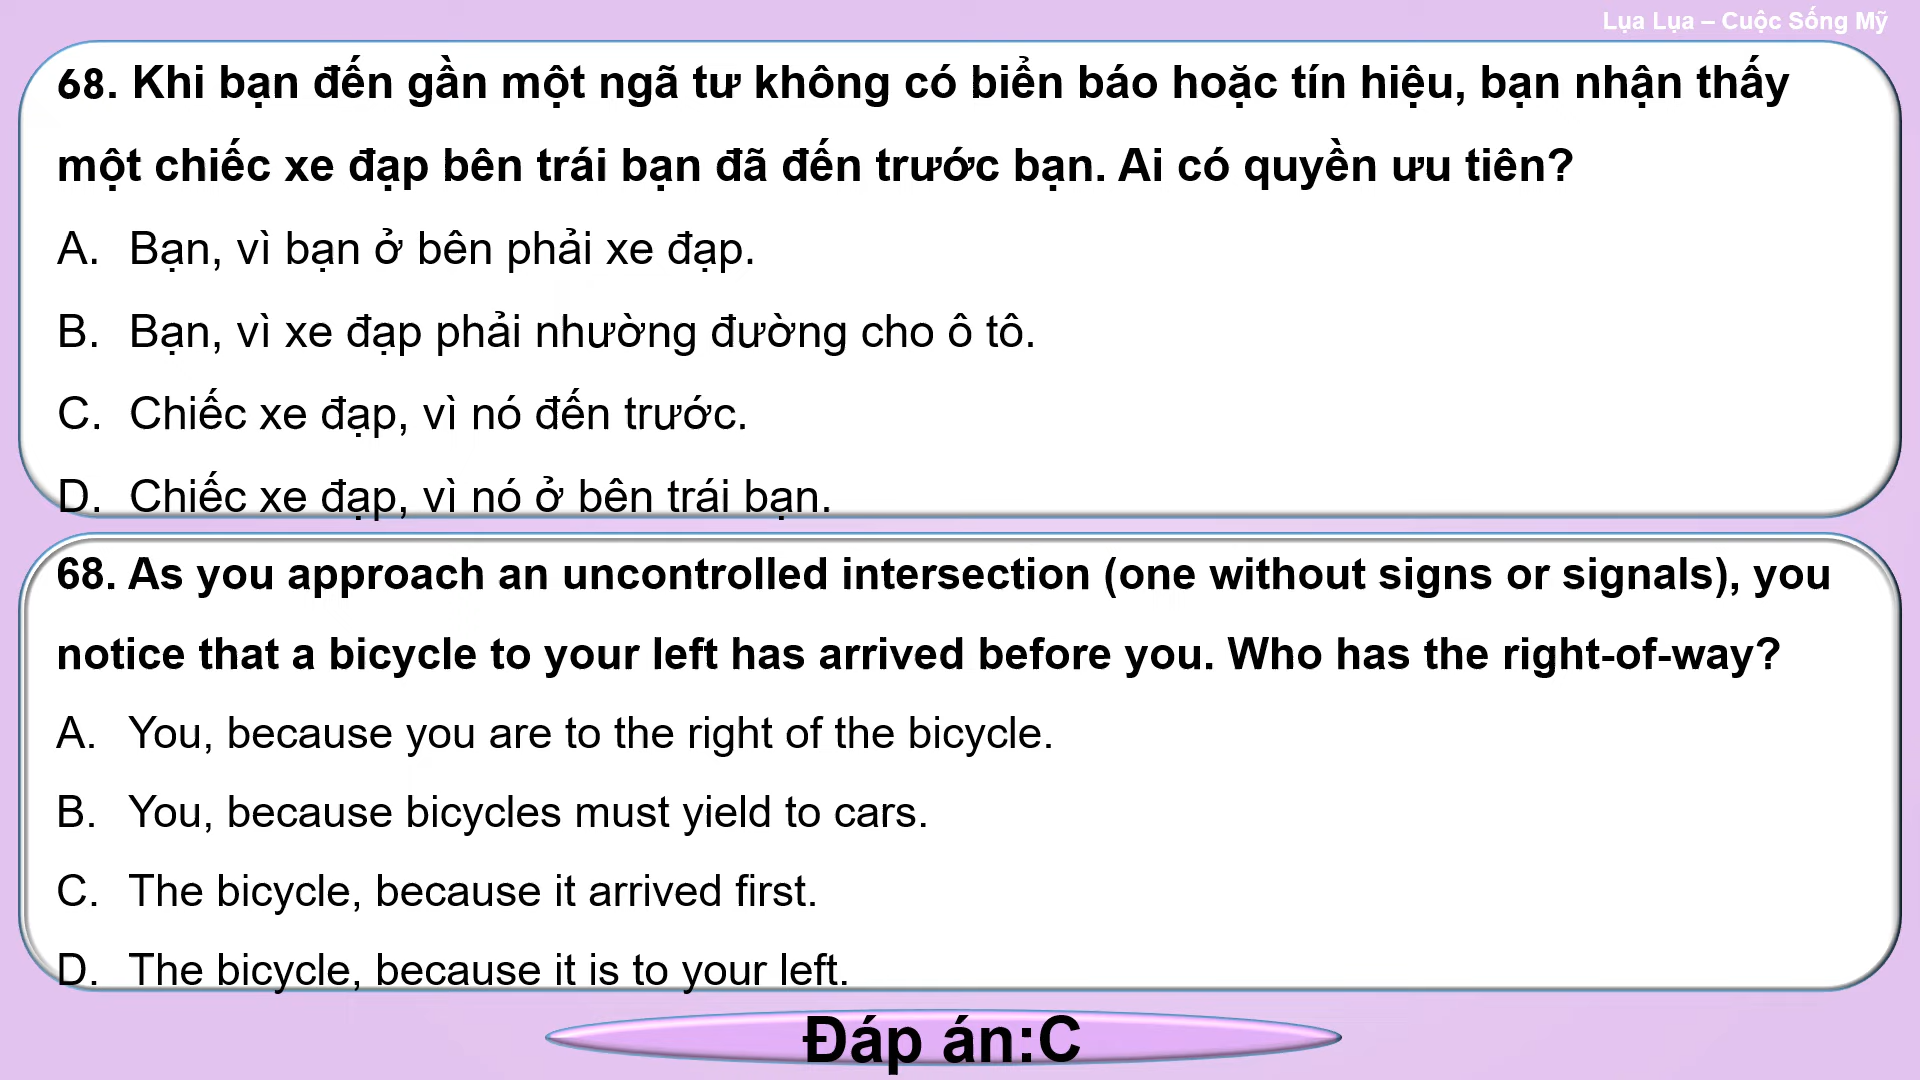 Lụa Lụa – Cuộc Sống Mỹ
68. Khi bạn đến gần một ngã tư không có biển báo hoặc tín hiệu, bạn nhận thấy
một chiếc xe đạp bên trái bạn đã đến trước bạn. Ai có quyền ưu tiên?
A. Bạn, vì bạn ở bên phải xe đạp.
B. Bạn, vì xe đạp phải nhường đường cho ô tô.
C. Chiếc xe đạp, vì nó đến trước.
D. Chiếc xe đạp, vì nó ở bên trái bạn.
68. As you approach an uncontrolled intersection (one without signs or signals), you
notice that a bicycle to your left has arrived before you. Who has the right-of-way?
A. You, because you are to the right of the bicycle.
B. You, because bicycles must yield to cars.
C. The bicycle, because it arrived first.
D. The bicycle, because it is to your left.
Đáp án:C